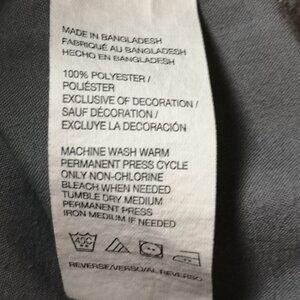 MADE IN BANGLADESH
FABRIQUÉ AU BANGLADESH
HECHO EN BANGLADESH
100% POLYESTER /
POLIÉSTER
EXCLUSIVE OF DECORATION /
SAUF DÉCORATION /
EXCLUYE LA DECORACIÓN
MACHINE WASH WARM
PERMANENT PRESS CYCLE
ONLY NON-CHLORINE
BLEACH WHEN NEEDED
TUMBLE DRY MEDIUM
PERMANENT PRESS
IRON MEDIUM IF NEEDED
40C
REVERSE/VERSO/AL REVERSO